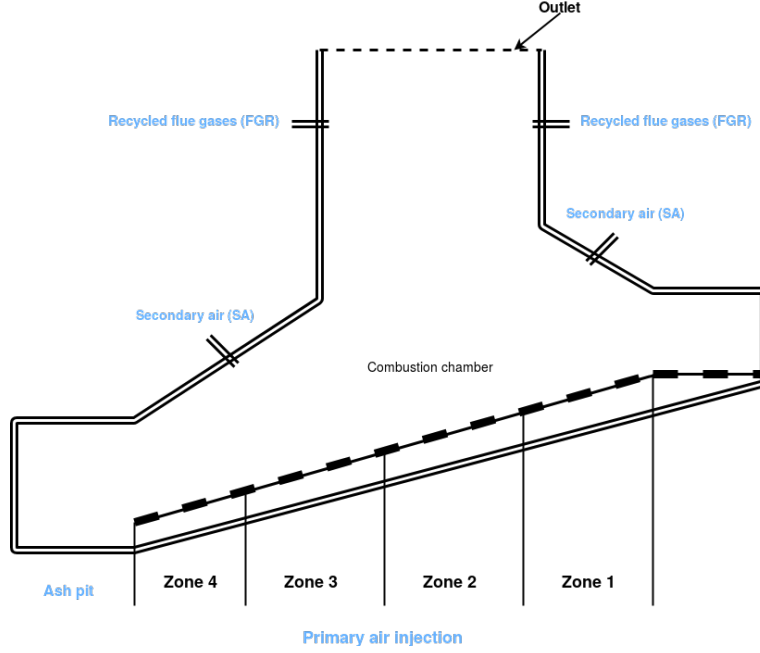 Outlet
Recycled flue gases (FGR)
Recycled flue gases (FGR)
Secondary air (SA)
Secondary air (SA)
Combustion chamber
Zone 4
Zone 3
Zone 2
Zone 1
Ash pit
Primary air injection